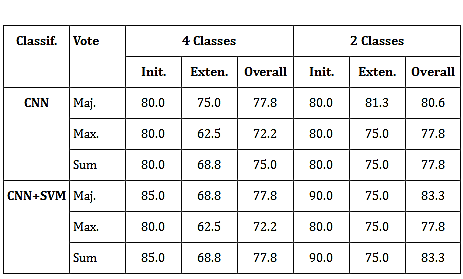 Classif. Vote 4 Classes 2 Classes
Init. Exten. Overall Init. Exten. Overall
CNN Maj. 80.0 75.0 77.8 80.0 81.3 80.6
Max. 80.0 62.5 72.2 80.0 75.0 77.8
Sum 80.0 68.8 75.0 80.0 75.0 77.8
CNN+SVM Maj. 85.0 68.8 77.8 90.0 75.0 83.3
Max. 80.0 62.5 72.2 80.0 75.0 77.8
Sum 85.0 68.8 77.8 90.0 75.0 83.3